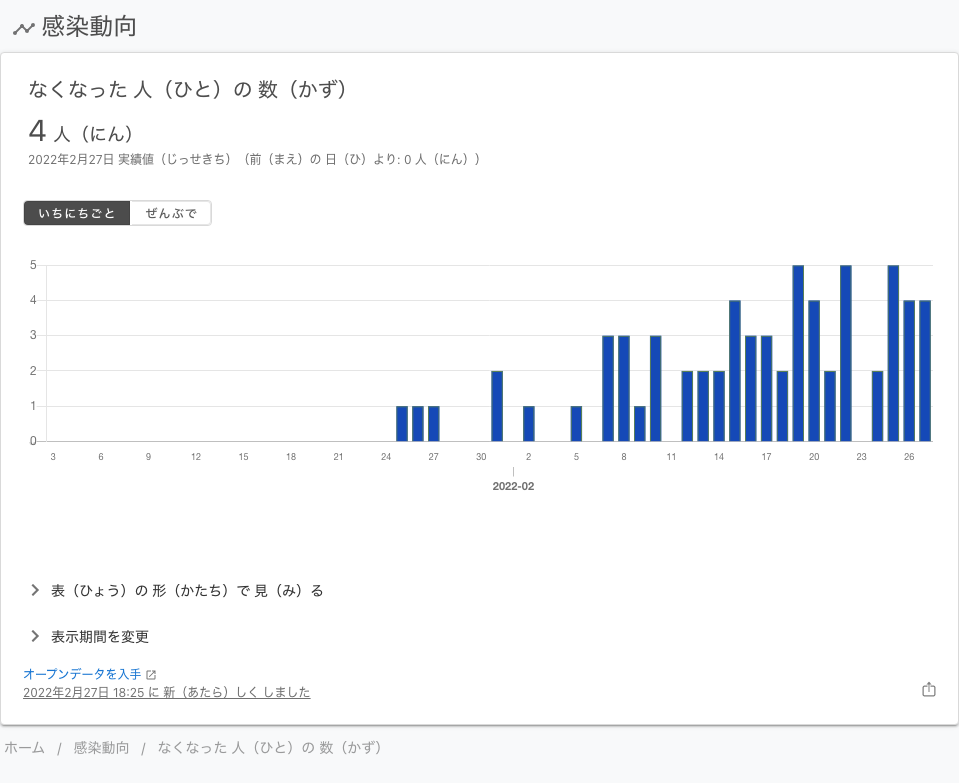 感染動向
なくなった 人（ひと）の 数（かず）
4 人（にん）
2022年2月27日 実績値（じっせきち）（前（まえ）の 日（ひ）より: 0 人（にん））
いちにちごと ぜんぶで
5
4
3
2
1
0
3 6 9 12 15 18 21 24 27 30 2 5 8 11 14 17 20 23 26
2022-02
表（ひょう）の 形（かたち）で 見（み）る
表示期間を変更
オープンデータを入手
2022年2月27日 18:25 に 新（あたら）しく しました
ホーム / 感染動向 / なくなった 人（ひと）の 数（かず）